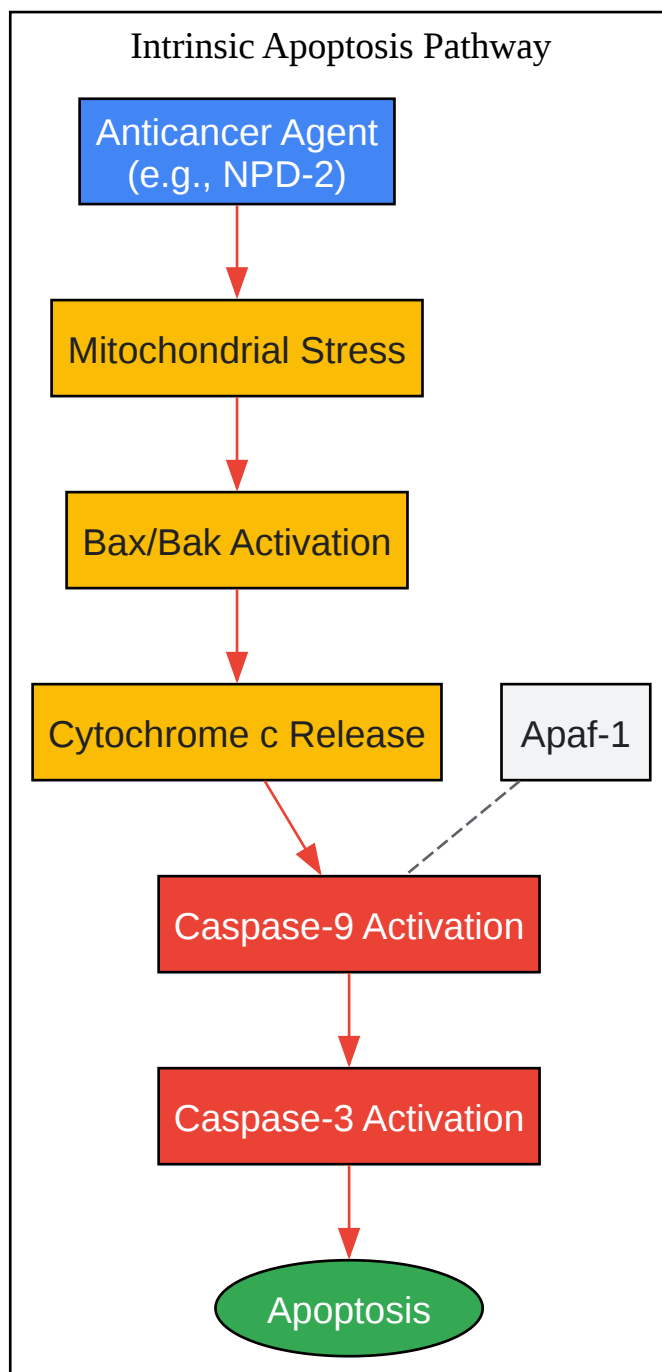 Intrinsic Apoptosis Pathway
Anticancer Agent
(e.g., NPD-2)
Mitochondrial Stress
Bax/Bak Activation
Cytochrome c Release
Apaf-1
Caspase-9 Activation
Caspase-3 Activation
Apoptosis